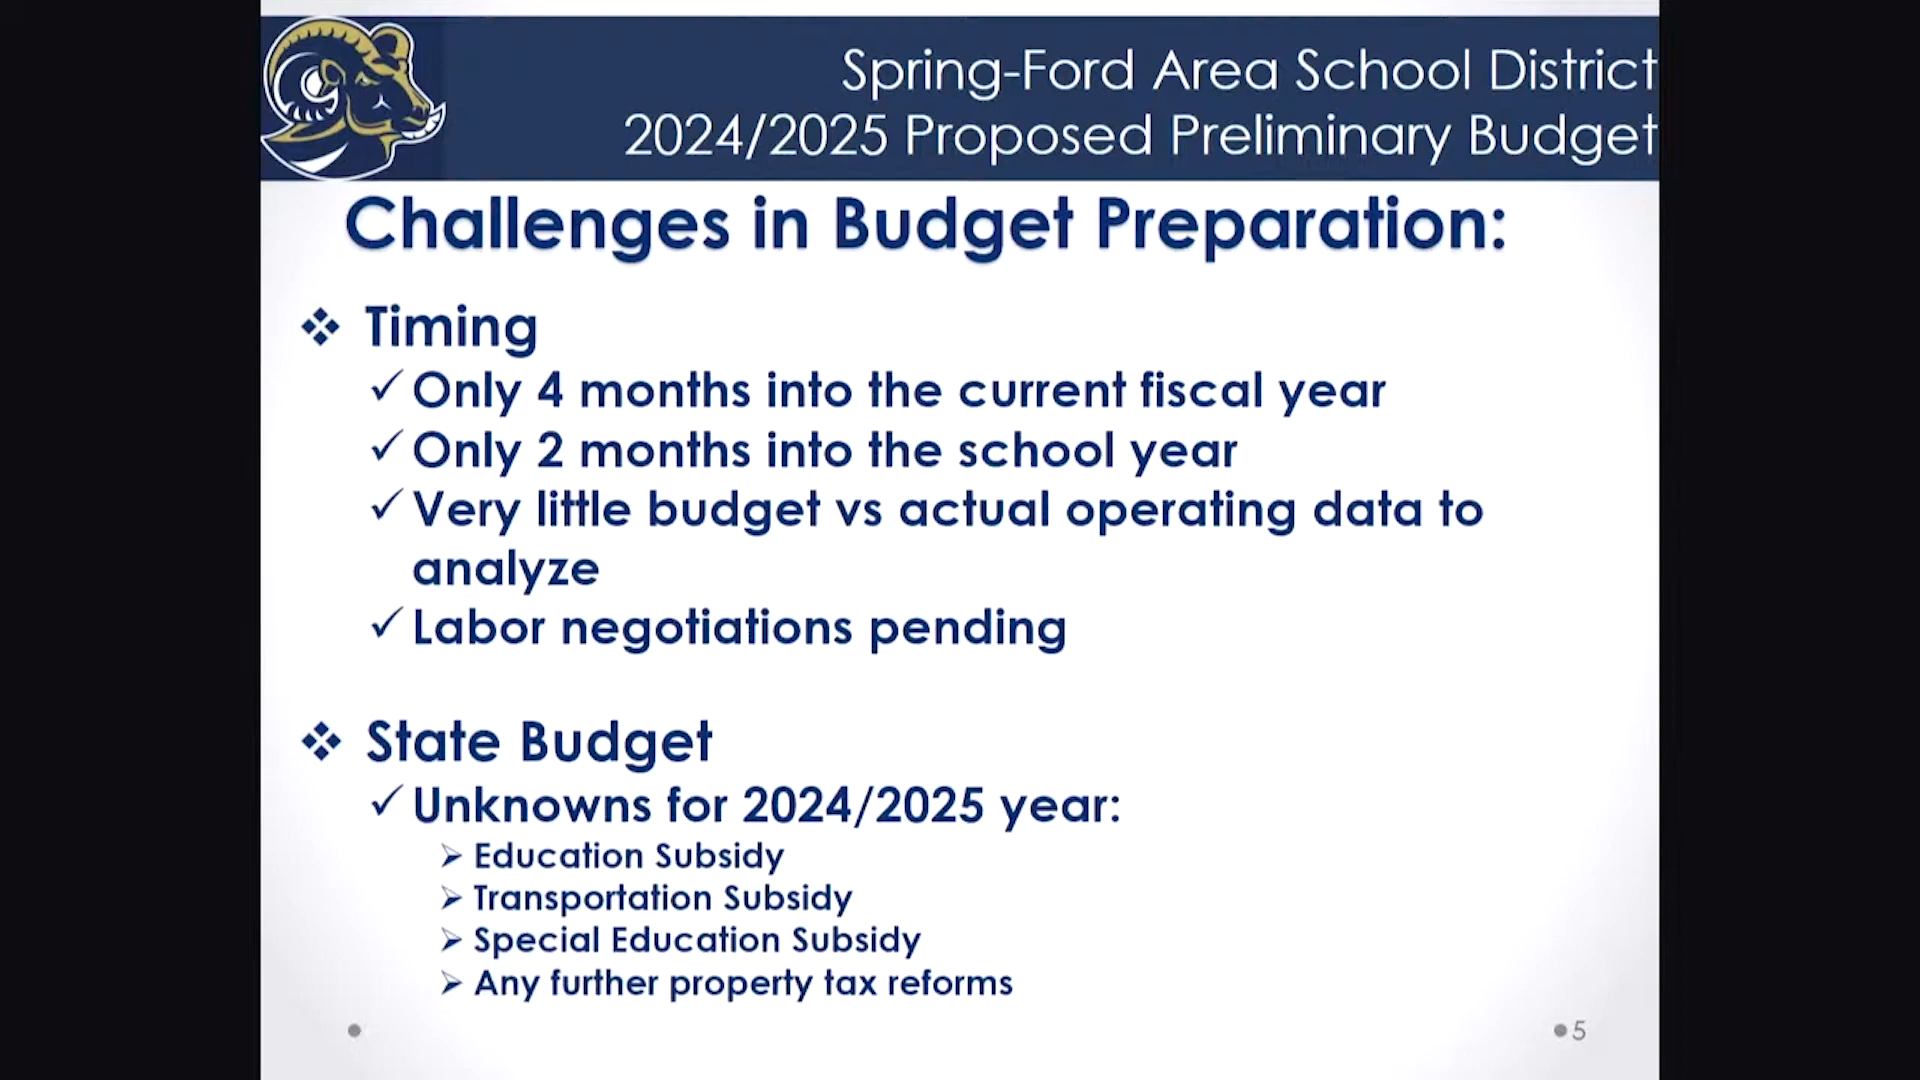 Spring-Ford Area School District
2024/2025 Proposed Preliminary Budget
Challenges in Budget Preparation:
❖ Timing
✓ Only 4 months into the current fiscal year
✓ Only 2 months into the school year
✓ Very little budget vs actual operating data to
analyze
✓ Labor negotiations pending
❖ State Budget
✓ Unknowns for 2024/2025 year:
➢ Education Subsidy
➢ Transportation Subsidy
➢ Special Education Subsidy
➢ Any further property tax reforms
5